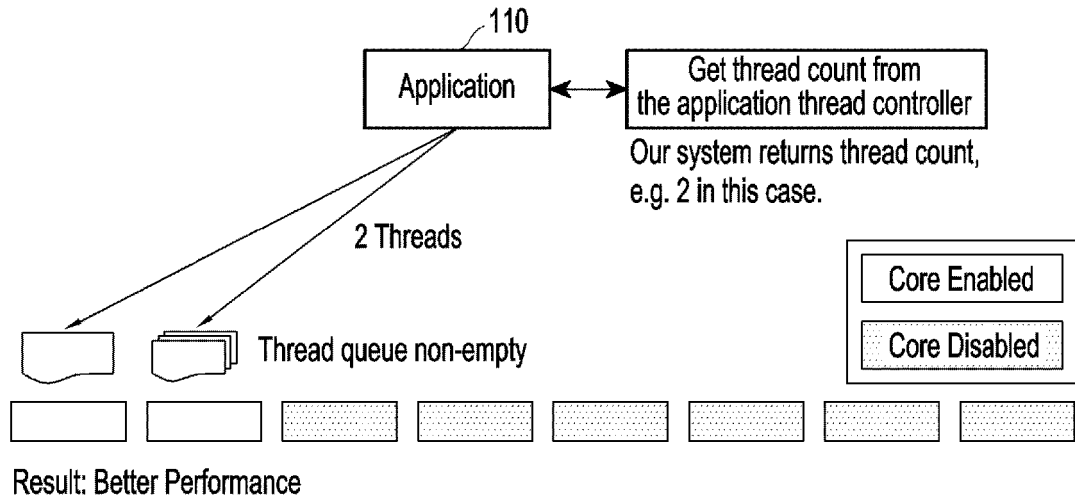 110
Application
Get thread count from
the application thread controller
Our system returns thread count,
e.g. 2 in this case.
2 Threads
Core Enabled
Core Disabled
Thread queue non-empty
Result: Better Performance